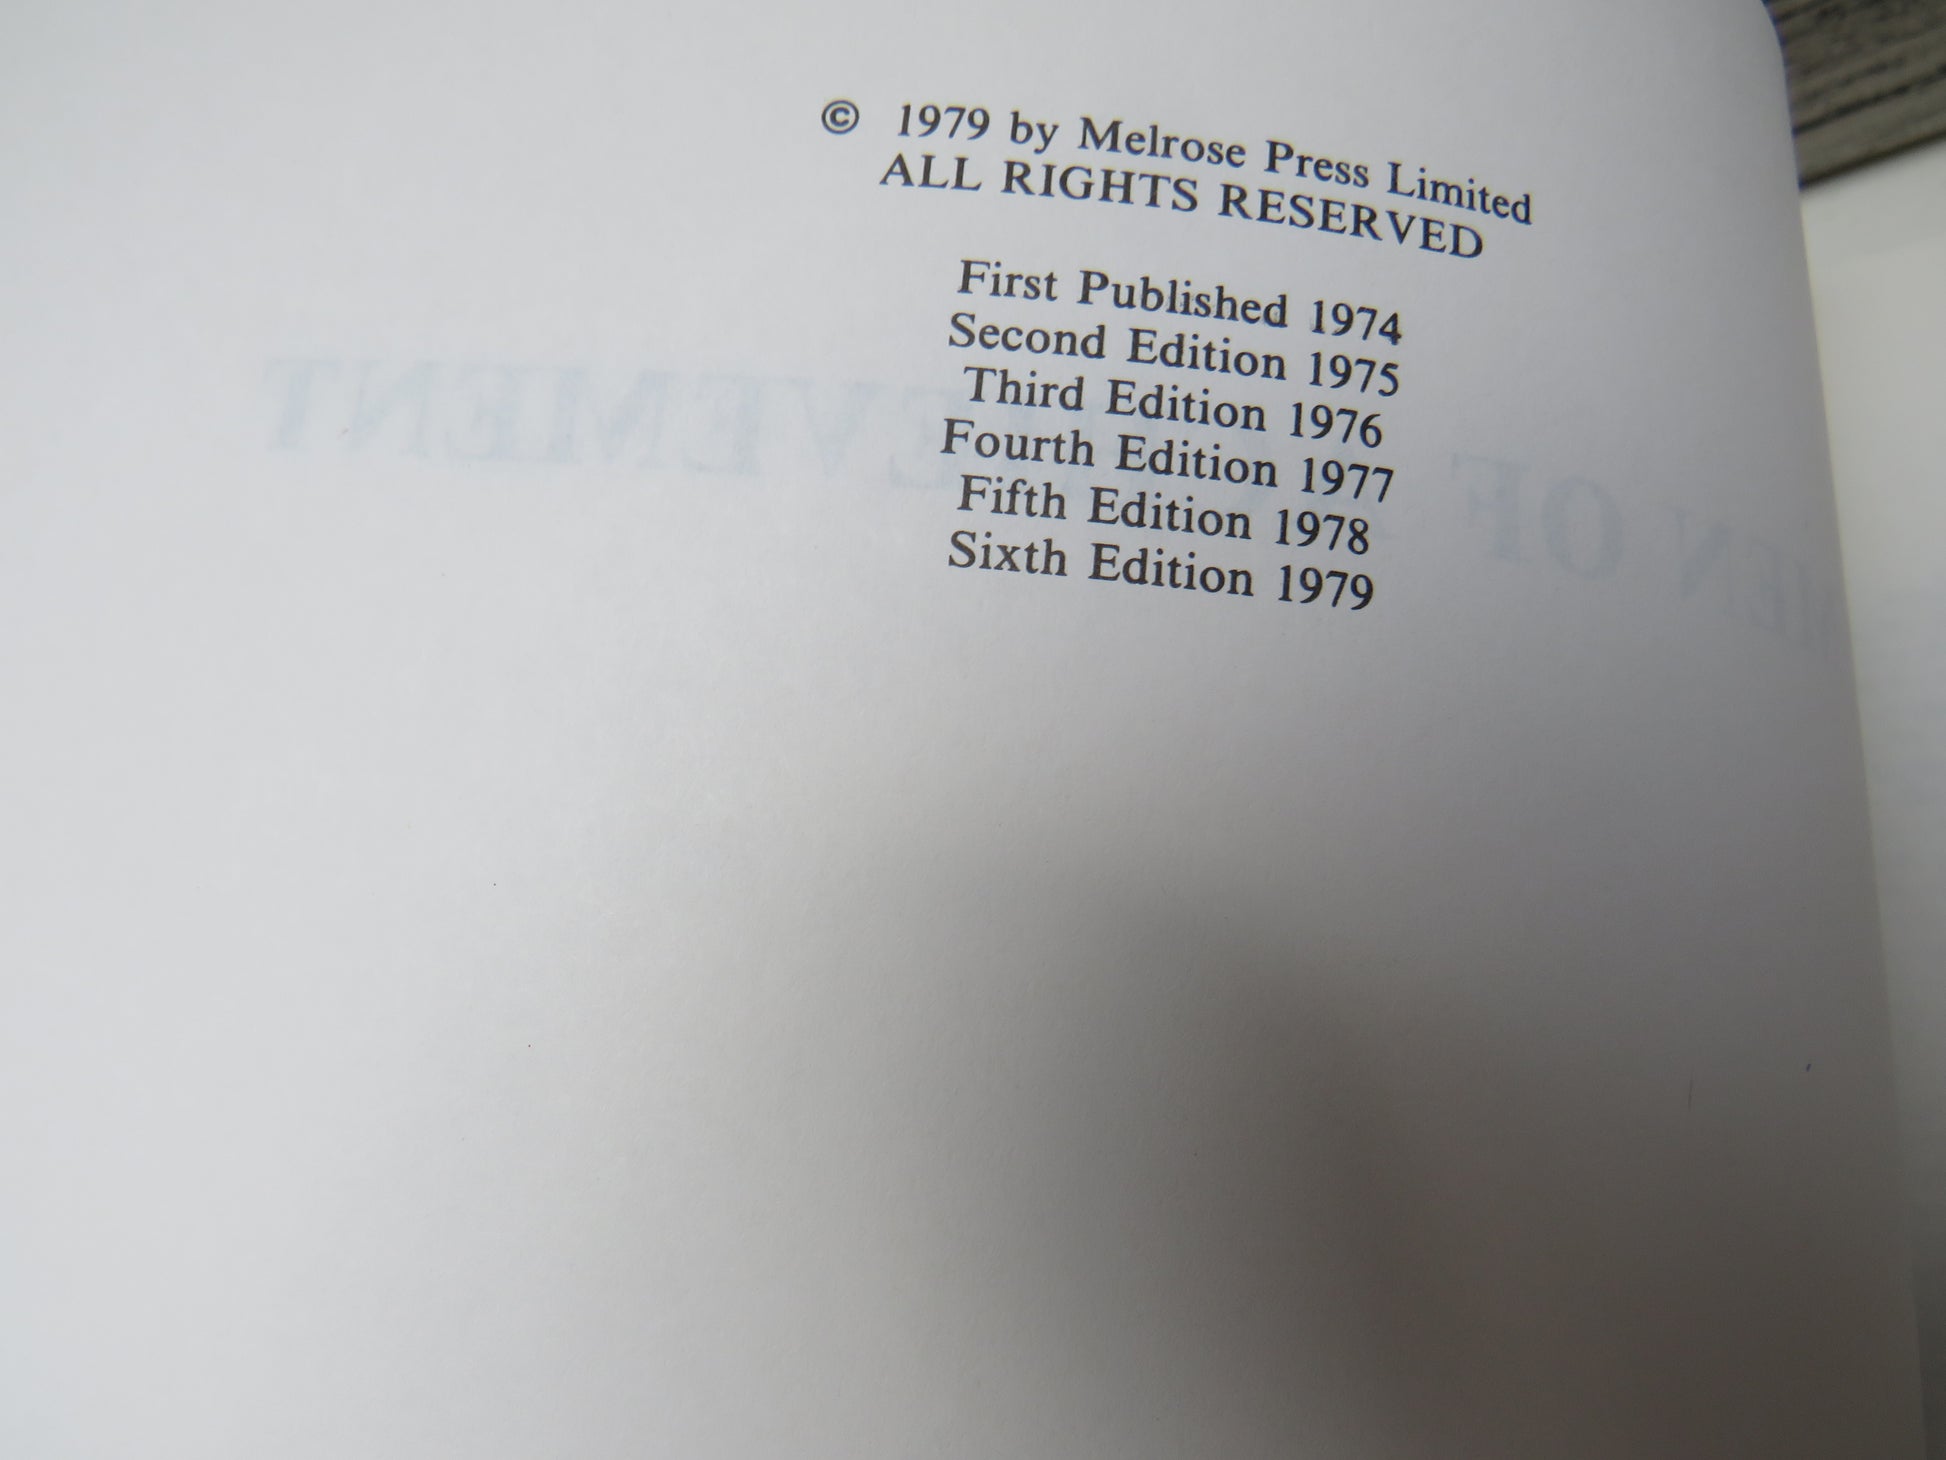 © 1979 by Melrose Press Limited
ALL RIGHTS RESERVED
First Published 1974
Second Edition 1975
Third Edition 1976
Fourth Edition 1977
Fifth Edition 1978
Sixth Edition 1979